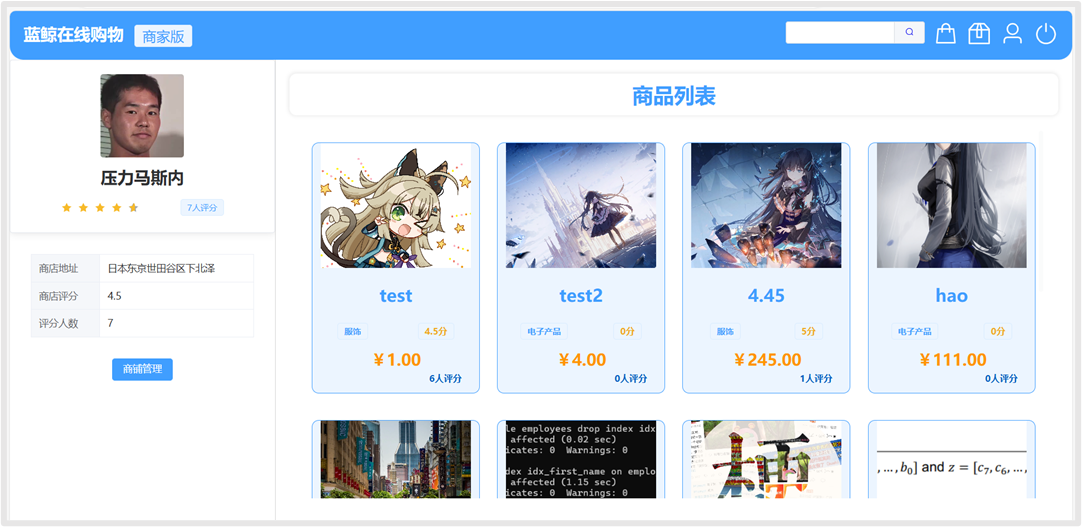 蓝鲸在线购物 商家版
商品列表
压力马斯内
7人评分
商店地址 日本东京世田谷区下北泽
商店评分 4.5
评分人数 7
商铺管理
test
服饰 4.5分
￥1.00
6人评分
test2
电子产品 0分
￥4.00
0人评分
4.45
服饰 5分
￥245.00
1人评分
hao
电子产品 0分
￥111.00
0人评分
le employees drop index idx
affected (0.02 sec)
icates: 0 Warnings: 0
dex idx_first_name on emplo
affected (1.15 sec)
icates: 0 Warnings: 0
, …, b₀] and z = [c₇, c₆, …,